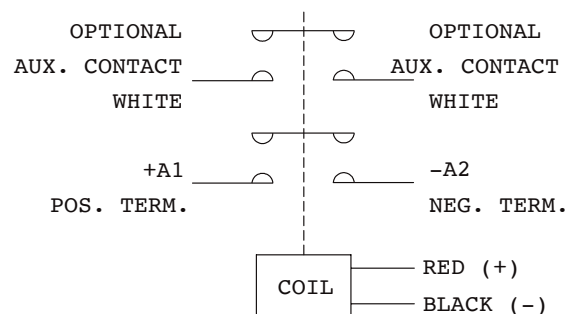 OPTIONAL
AUX. CONTACT
WHITE
OPTIONAL
AUX. CONTACT
WHITE
+A1
POS. TERM.
-A2
NEG. TERM.
COIL
RED (+)
BLACK (-)